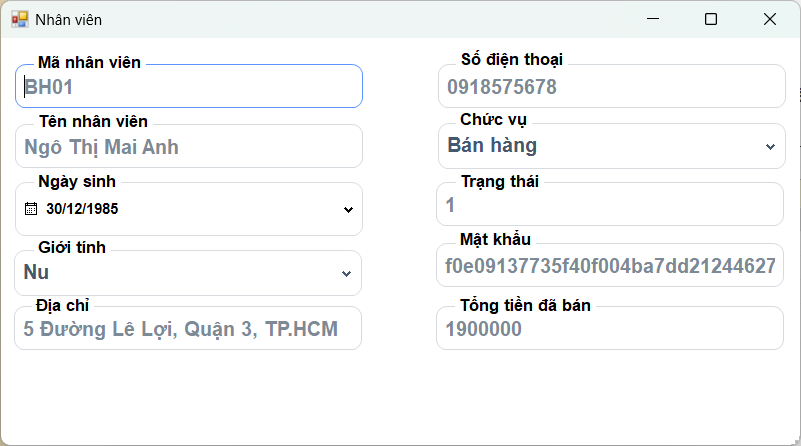 Nhân viên
Mã nhân viên
BH01
Tên nhân viên
Ngô Thị Mai Anh
Ngày sinh
30/12/1985
Giới tính
Nu
Địa chỉ
5 Đường Lê Lợi, Quận 3, TP.HCM
Số điện thoại
0918575678
Chức vụ
Bán hàng
Trạng thái
1
Mật khẩu
f0e09137735f40f004ba7dd21244627
Tổng tiền đã bán
1900000